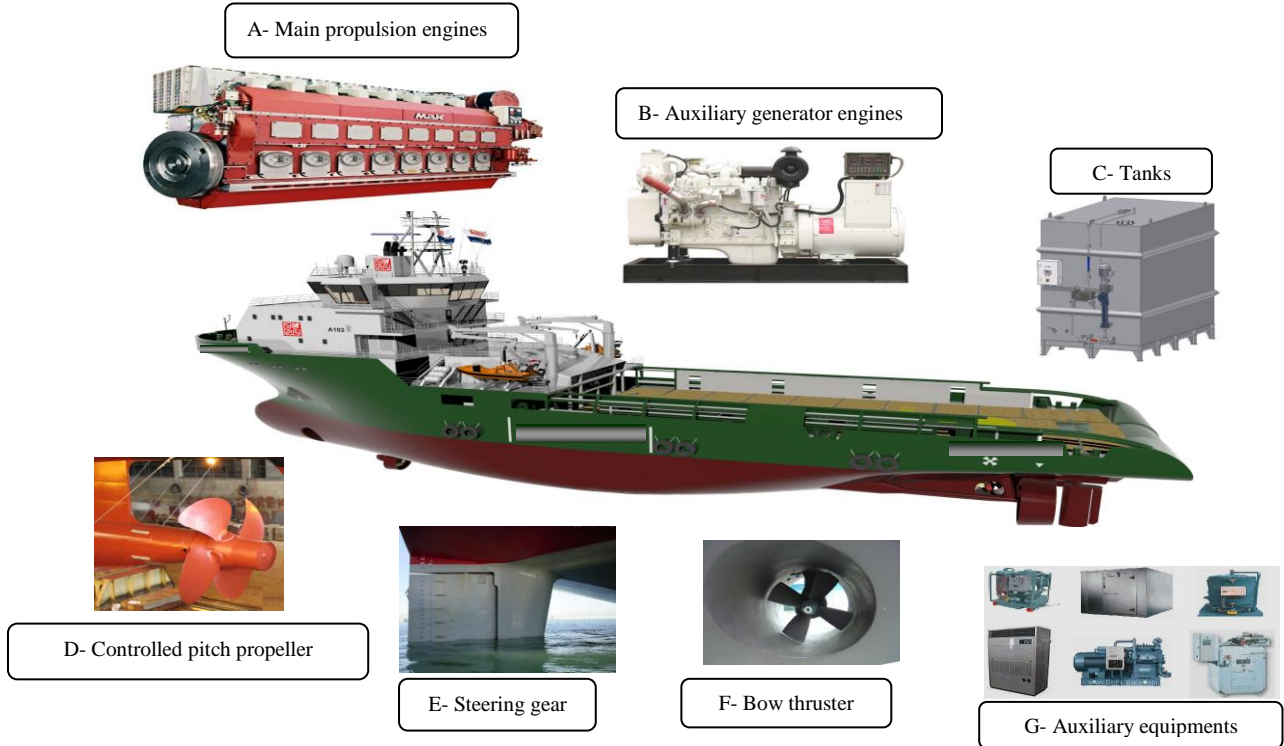 A- Main propulsion engines
MaK
B- Auxiliary generator engines
C- Tanks
A102
D- Controlled pitch propeller
E- Steering gear
F- Bow thruster
G- Auxiliary equipments